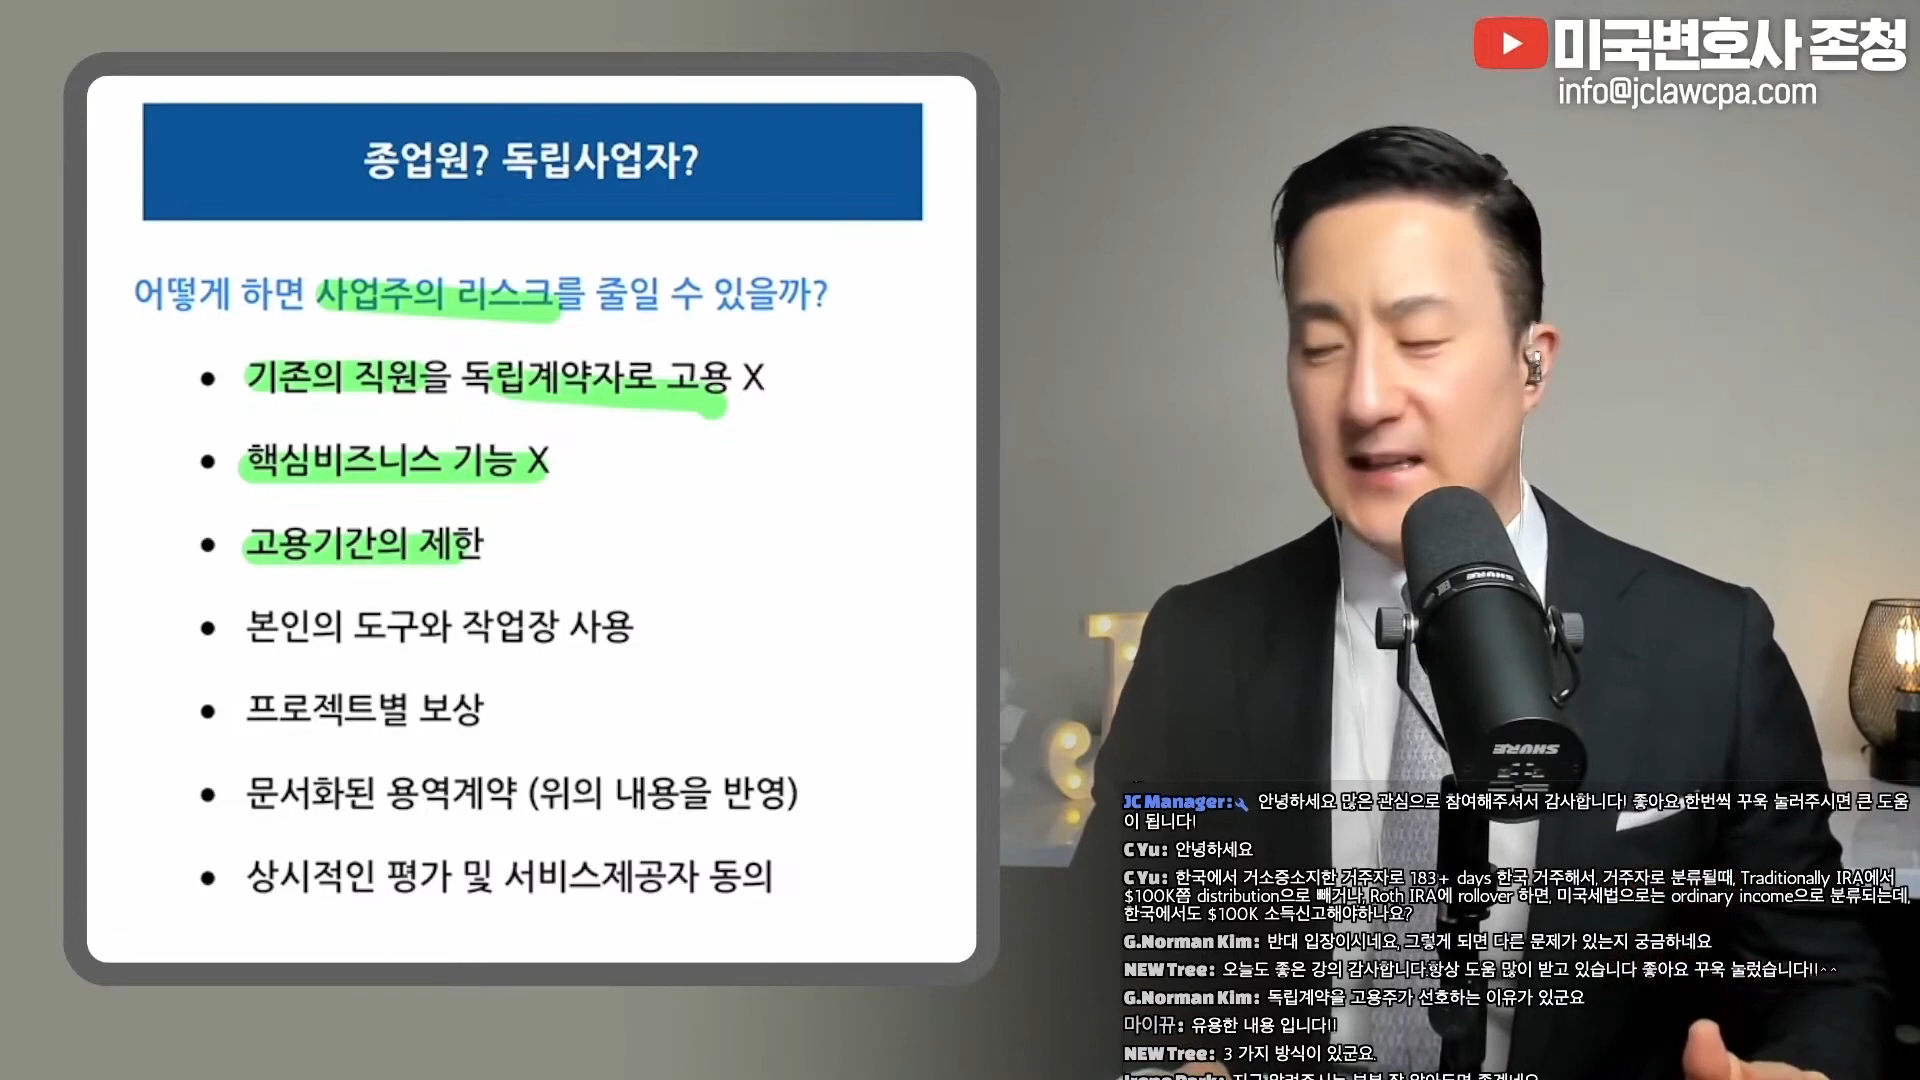 미국변호사 존청
info@jclawcpa.com
종업원? 독립사업자?
어떻게 하면 사업주의 리스크를 줄일 수 있을까?
• 기존의 직원을 독립계약자로 고용 X
• 핵심비즈니스 기능 X
• 고용기간의 제한
• 본인의 도구와 작업장 사용
• 프로젝트별 보상
• 문서화된 용역계약 (위의 내용을 반영)
• 상시적인 평가 및 서비스제공자 동의
SHURE
SHURE
JC Manager: 안녕하세요 많은 관심으로 참여해주셔서 감사합니다! 좋아요 한번씩 꾸욱 눌러주시면 큰 도움
이 됩니다!
C Yu: 안녕하세요
C Yu: 한국에서 거소증소지한 거주자로 183+ days 한국 거주해서, 거주자로 분류될때, Traditionally IRA에서
$100K쯤 distribution으로 빼거나, Roth IRA에 rollover 하면, 미국세법으로는 ordinary income으로 분류되는데,
한국에서도 $100K 소득신고해야하나요?
G.Norman Kim: 반대 입장이시네요, 그렇게 되면 다른 문제가 있는지 궁금하네요
NEW Tree: 오늘도 좋은 강의 감사합니다.항상 도움 많이 받고 있습니다 좋아요 꾸욱 눌렀습니다!!^^
G.Norman Kim: 독립계약을 고용주가 선호하는 이유가 있군요
마이뀨: 유용한 내용 입니다!!
NEW Tree: 3 가지 방식이 있군요.